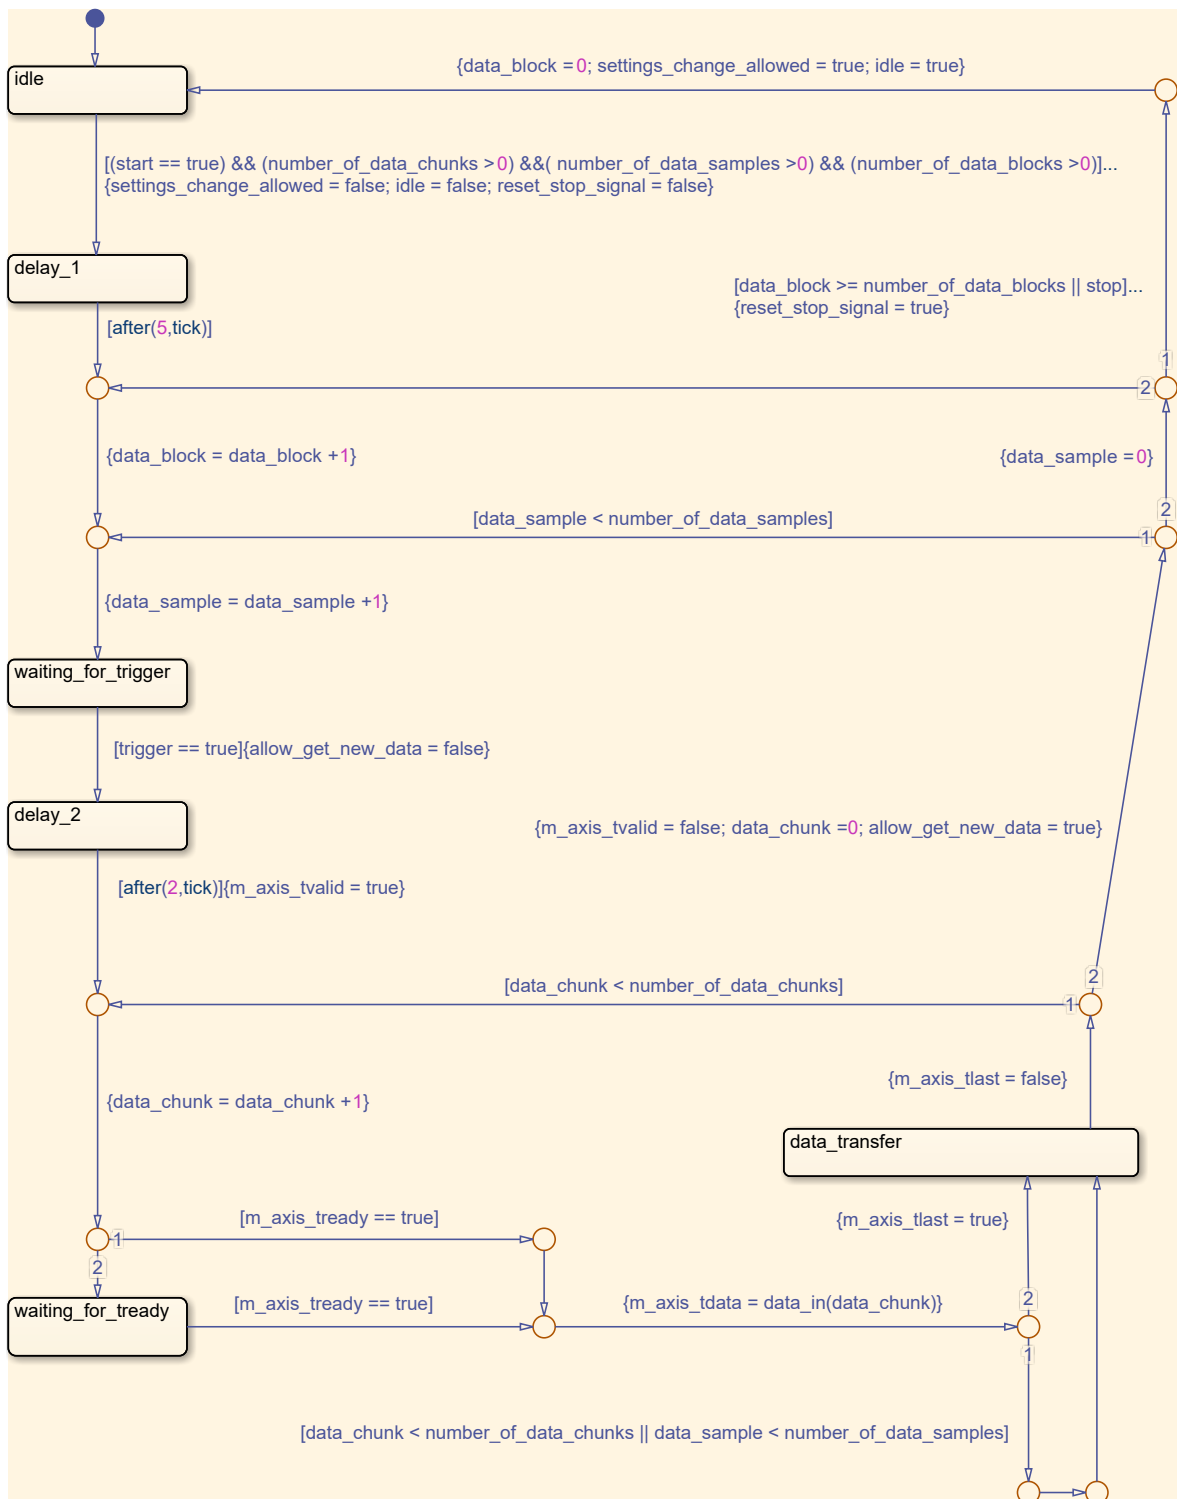 {data_block =0; settings_change_allowed = true; idle = true}
idle
[(start == true) && (number_of_data_chunks >0) &&( number_of_data_samples >0) && (number_of_data_blocks >0)]...
{settings_change_allowed = false; idle = false; reset_stop_signal = false}
delay_1
[data_block >= number_of_data_blocks || stop]...
{reset_stop_signal = true}
[after(5,tick)]
1
2
{data_block = data_block +1}
{data_sample =0}
2
[data_sample < number_of_data_samples]
1
{data_sample = data_sample +1}
waiting_for_trigger
[trigger == true]{allow_get_new_data = false}
delay_2
{m_axis_tvalid = false; data_chunk =0; allow_get_new_data = true}
[after(2,tick)]{m_axis_tvalid = true}
2
[data_chunk < number_of_data_chunks]
1
{m_axis_tlast = false}
{data_chunk = data_chunk +1}
data_transfer
[m_axis_tready == true]
{m_axis_tlast = true}
1
2
waiting_for_tready
[m_axis_tready == true]
{m_axis_tdata = data_in(data_chunk)}
2
1
[data_chunk < number_of_data_chunks || data_sample < number_of_data_samples]